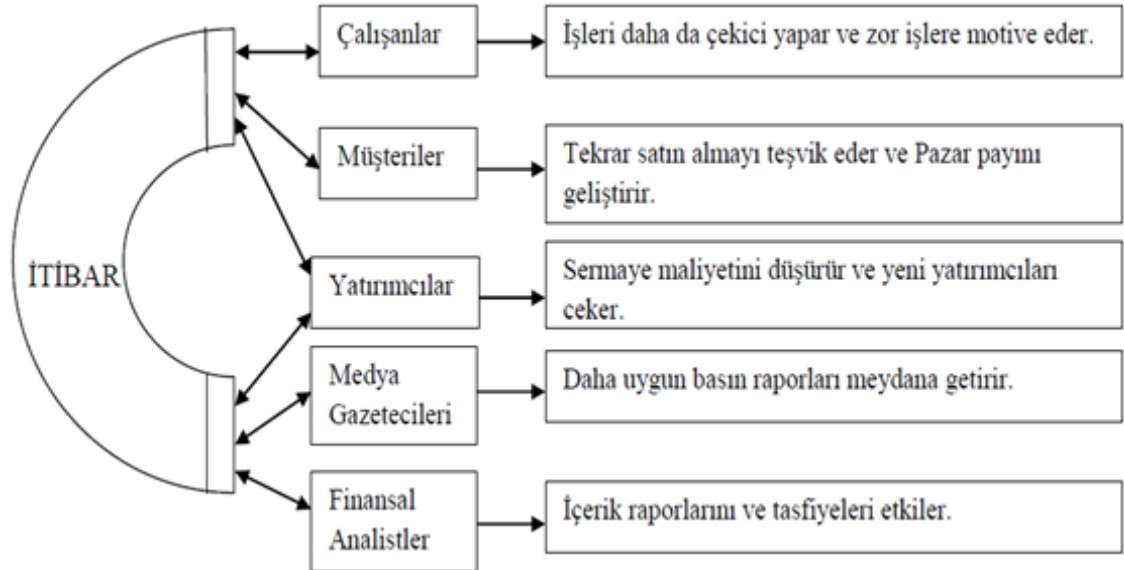 Çalışanlar
İşleri daha da çekici yapar ve zor işlere motive eder.
Müşteriler
Tekrar satın almayı teşvik eder ve Pazar payını
geliştirir.
İTİBAR
Yatırımcılar
Sermaye maliyetini düşürür ve yeni yatırımcıları
ceker.
Medya
Gazetecileri
Daha uygun basın raporları meydana getirir.
Finansal
Analistler
İçerik raporlarını ve tasfiyeleri etkiler.